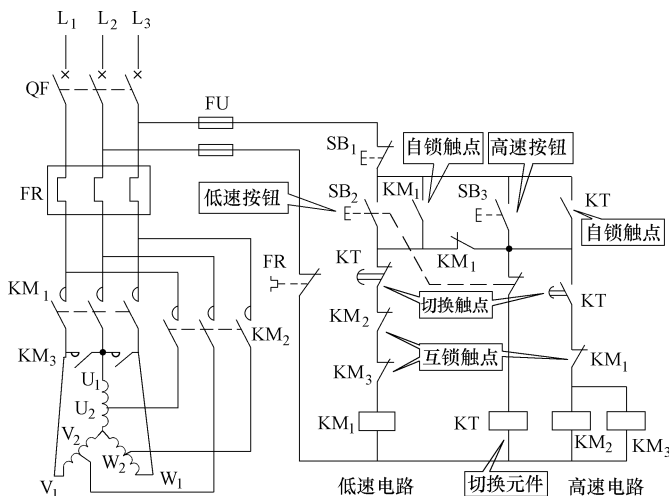 L1 L2 L3
QF
FU
SB1
自锁触点
高速按钮
FR
低速按钮
SB2
KM1
SB3
KT
自锁触点
FR
KT
KM1
KM1
切换触点
KT
KM2
KM2
互锁触点
KM1
KM3
KM3
U1
U2
V2
W2
KM1
KT
KM2
KM3
V1
W1
低速电路
切换元件
高速电路